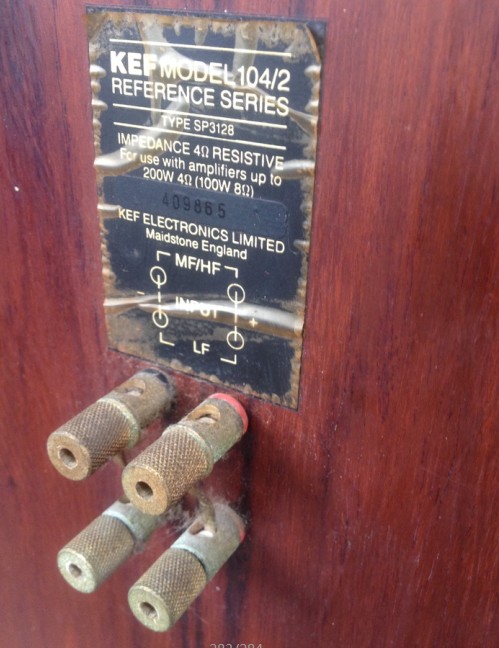 KEF MODEL 104/2
REFERENCE SERIES
TYPE SP3128
IMPEDANCE 4Ω RESISTIVE
For use with amplifiers up to
200W 4Ω (100W 8Ω)
409865
KEF ELECTRONICS LIMITED
Maidstone England
MF/HF
- INPUT +
LF